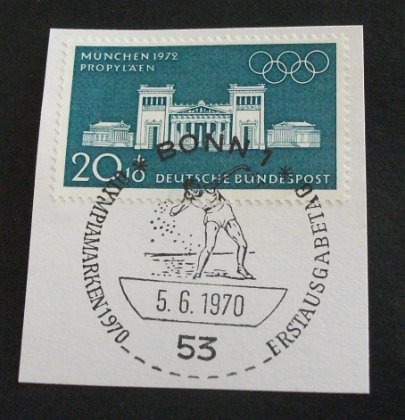 MÜNCHEN 1972
PROPYLÄEN
20+10
DEUTSCHE BUNDESPOST
* BONN 1 *
OLYMPIAMARKEN 1970
ERSTAUSGABETAG
5.6.1970
53